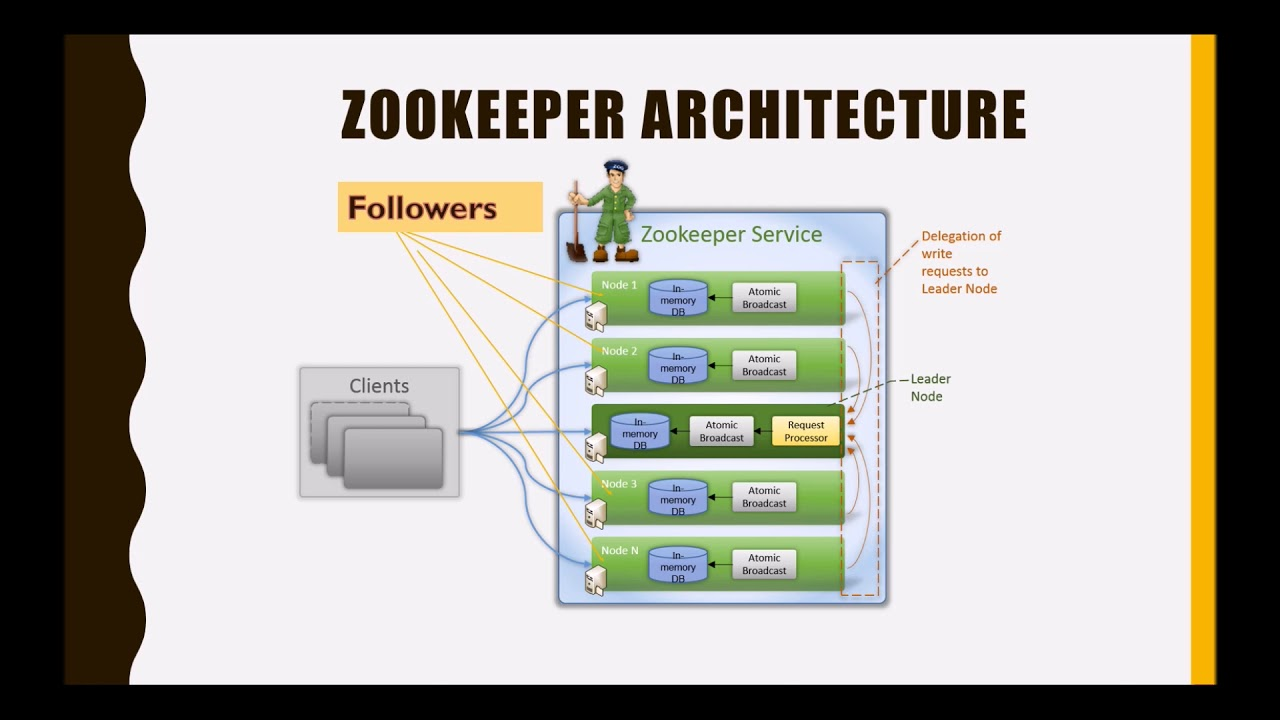 ZOOKEEPER ARCHITECTURE
Followers
Zookeeper Service
Delegation of
write
requests to
Leader Node
Node 1
In-
memory
DB
Atomic
Broadcast
Node 2
In-
memory
DB
Atomic
Broadcast
Leader
Node
Clients
In-
memory
DB
Atomic
Broadcast
Request
Processor
Node 3
In-
memory
DB
Atomic
Broadcast
Node N
In-
memory
DB
Atomic
Broadcast